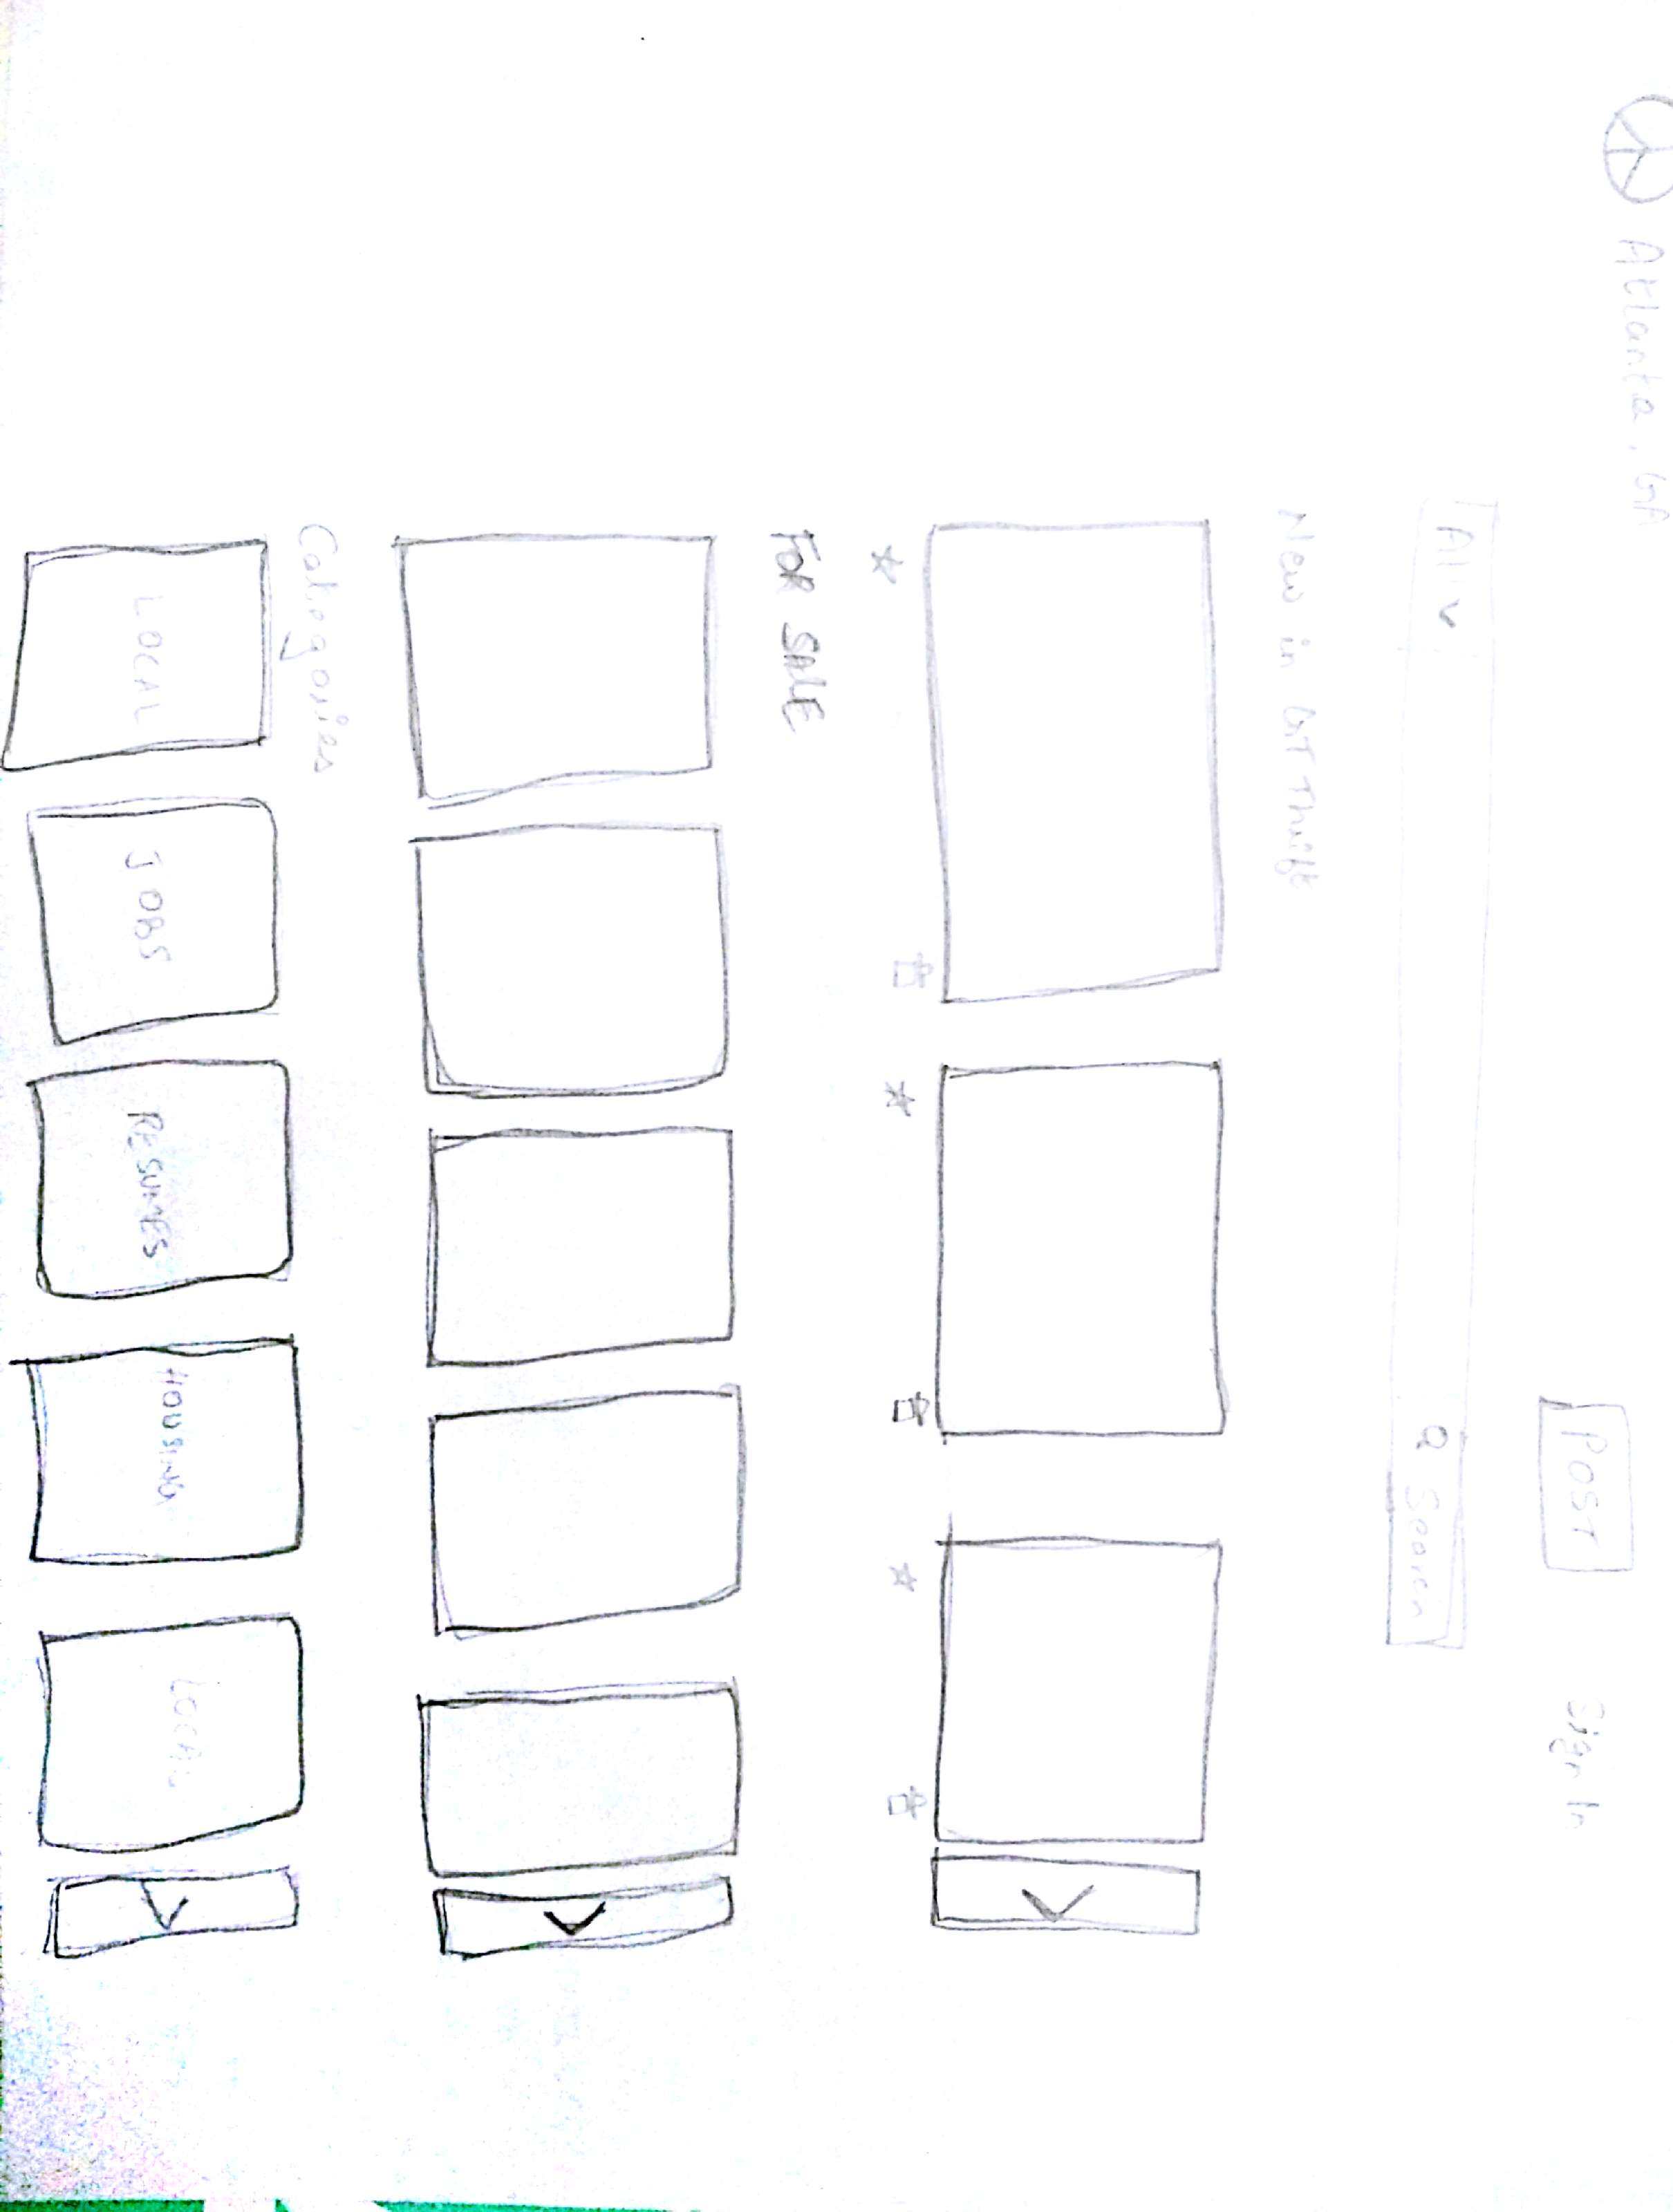 Atlanta, GA
POST
Sign In
All
Search
New in GT Thrift
FOR SALE
Categories
LOCAL
JOBS
RESUMES
HOUSING
LOCAL